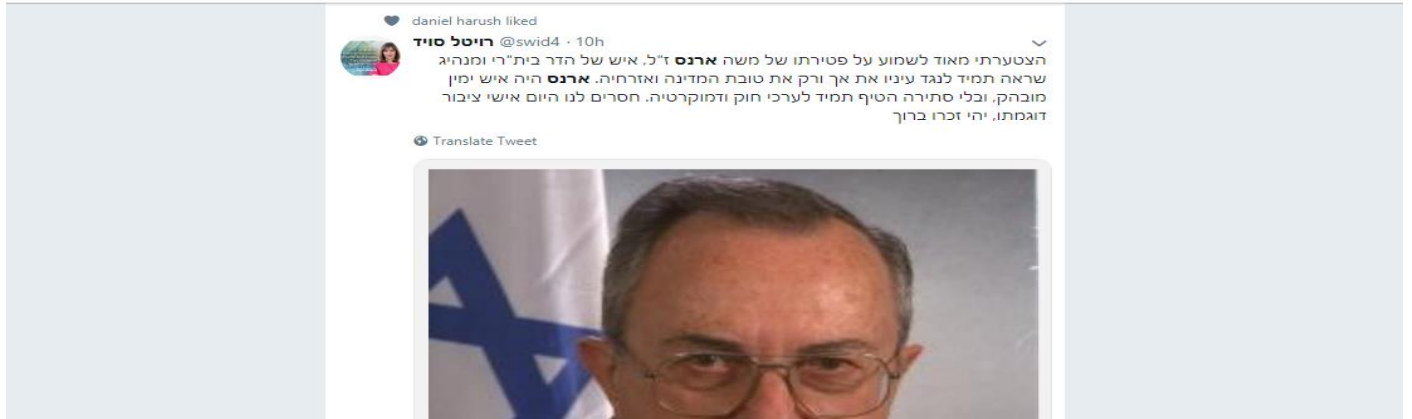 daniel harush liked
רויטל סויד @swid4 · 10h
הצטערתי מאוד לשמוע על פטירתו של משה ארנס ז"ל, איש של הדר בית"רי ומנהיג
שראה תמיד לנגד עיניו את אך ורק את טובת המדינה ואזרחיה. ארנס היה איש ימין
מובהק, ובלי סתירה הטיף תמיד לערכי חוק ודמוקרטיה. חסרים לנו היום אישי ציבור
דוגמתו, יהי זכרו ברוך
Translate Tweet